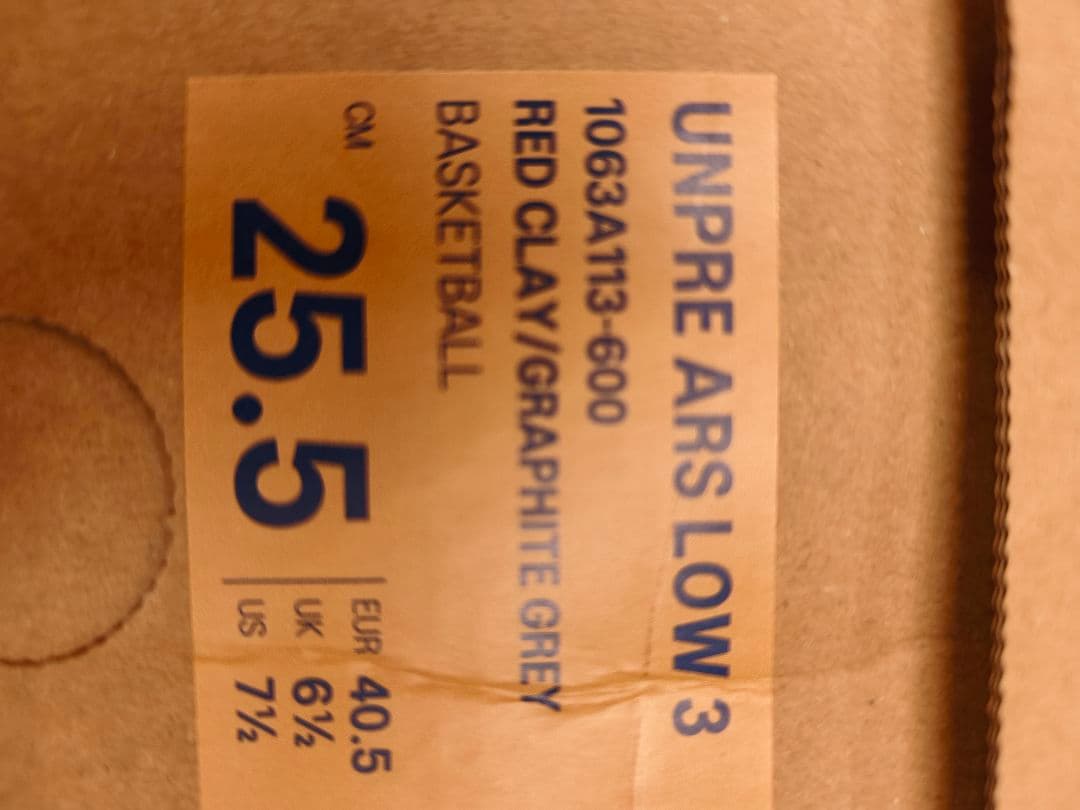 UNPRE ARS LOW 3
1063A113-600
RED CLAY/GRAPHITE GREY
BASKETBALL
CM 25.5
EUR 40.5
UK 6½
US 7½